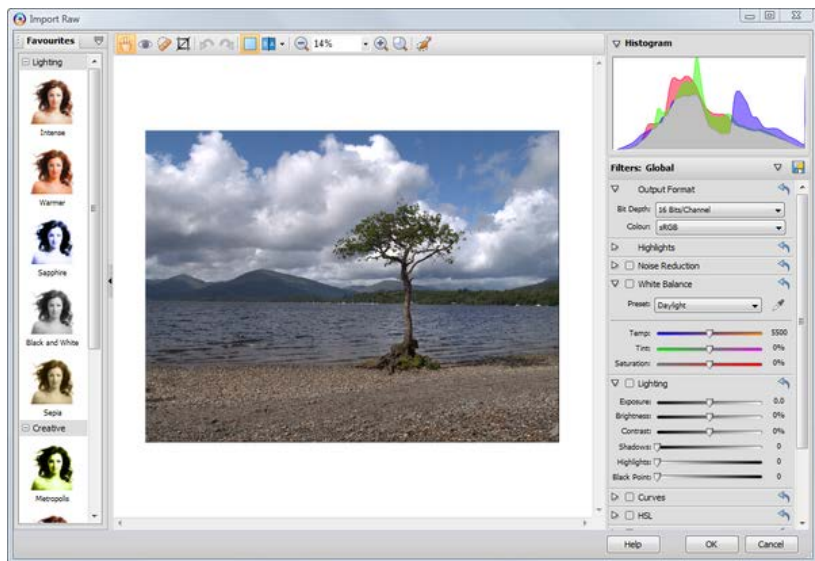 Import Raw
Favourites
Lighting
Intense
Warmer
Sapphire
Black and White
Sepia
Creative
Metropolis
14%
Histogram
Filters: Global
Output Format
Bit Depth: 16 Bits/Channel
Colour: sRGB
Highlights
Noise Reduction
White Balance
Preset: Daylight
Temp: 5500
Tint: 0%
Saturation: 0%
Lighting
Exposure: 0.0
Brightness: 0%
Contrast: 0%
Shadows: 0
Highlights: 0
Black Point: 0
Curves
HSL
Help
OK
Cancel